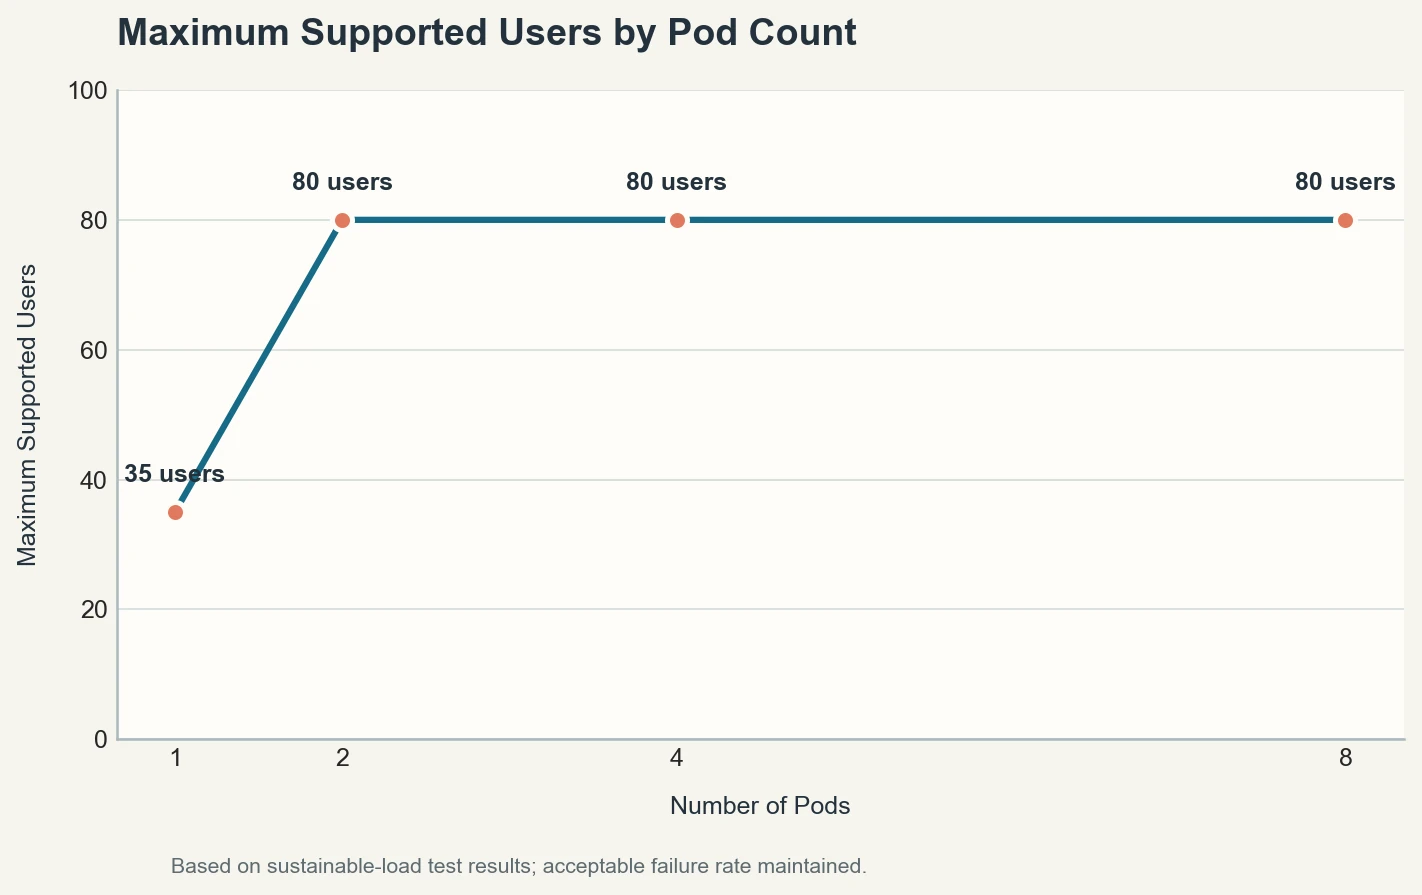 Maximum Supported Users by Pod Count
100
80 users
80 users
80 users
80
60
35 users
40
20
0
Maximum Supported Users
1
2
4
8
Number of Pods
Based on sustainable-load test results; acceptable failure rate maintained.